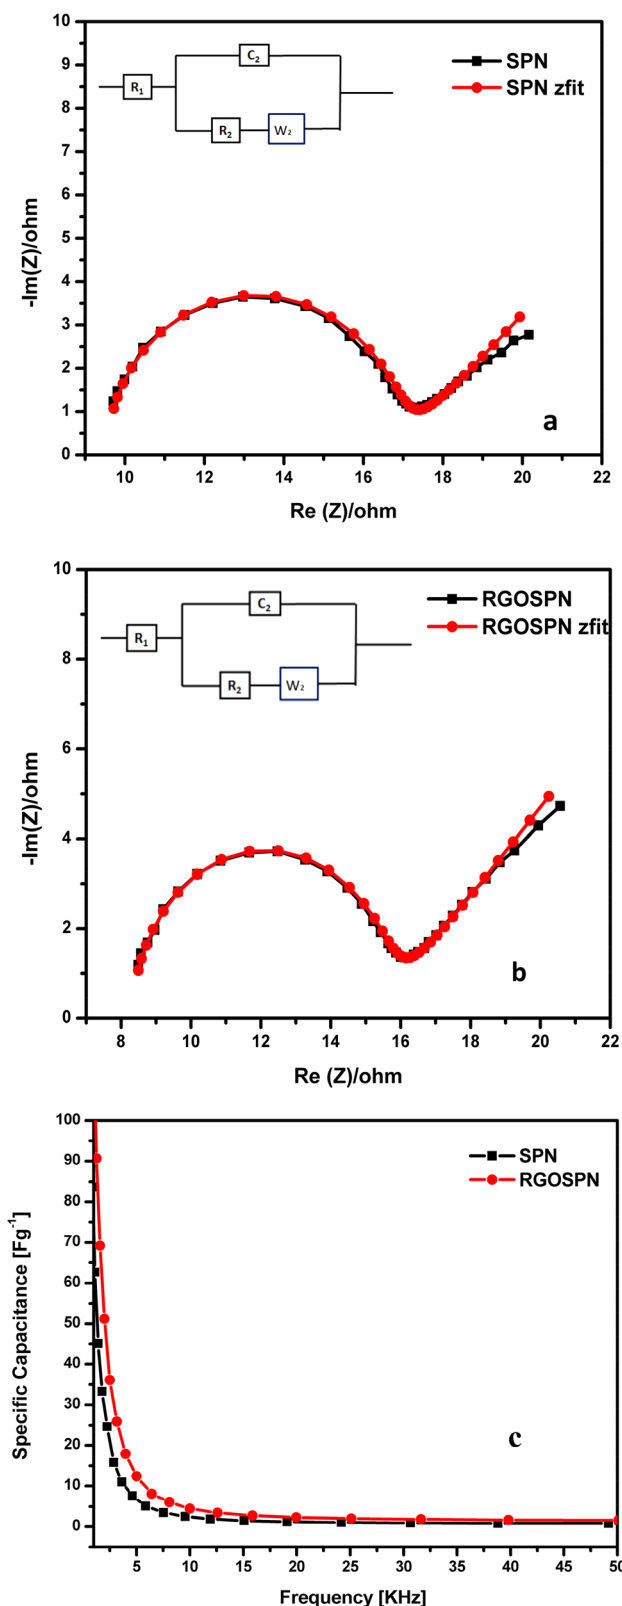 10
9
8
7
6
5
4
3
2
1
0
-Im(Z)/ohm
C2
R1
R2
W2
SPN
SPN zfit
a
10 12 14 16 18 20 22
Re (Z)/ohm
10
8
6
4
2
0
-Im(Z)/ohm
C2
R1
R2
W2
RGOSPN
RGOSPN zfit
b
8 10 12 14 16 18 20 22
Re (Z)/ohm
100
90
80
70
60
50
40
30
20
10
0
Specific Capacitance [Fg-1]
SPN
RGOSPN
c
5 10 15 20 25 30 35 40 45 50
Frequency [KHz]